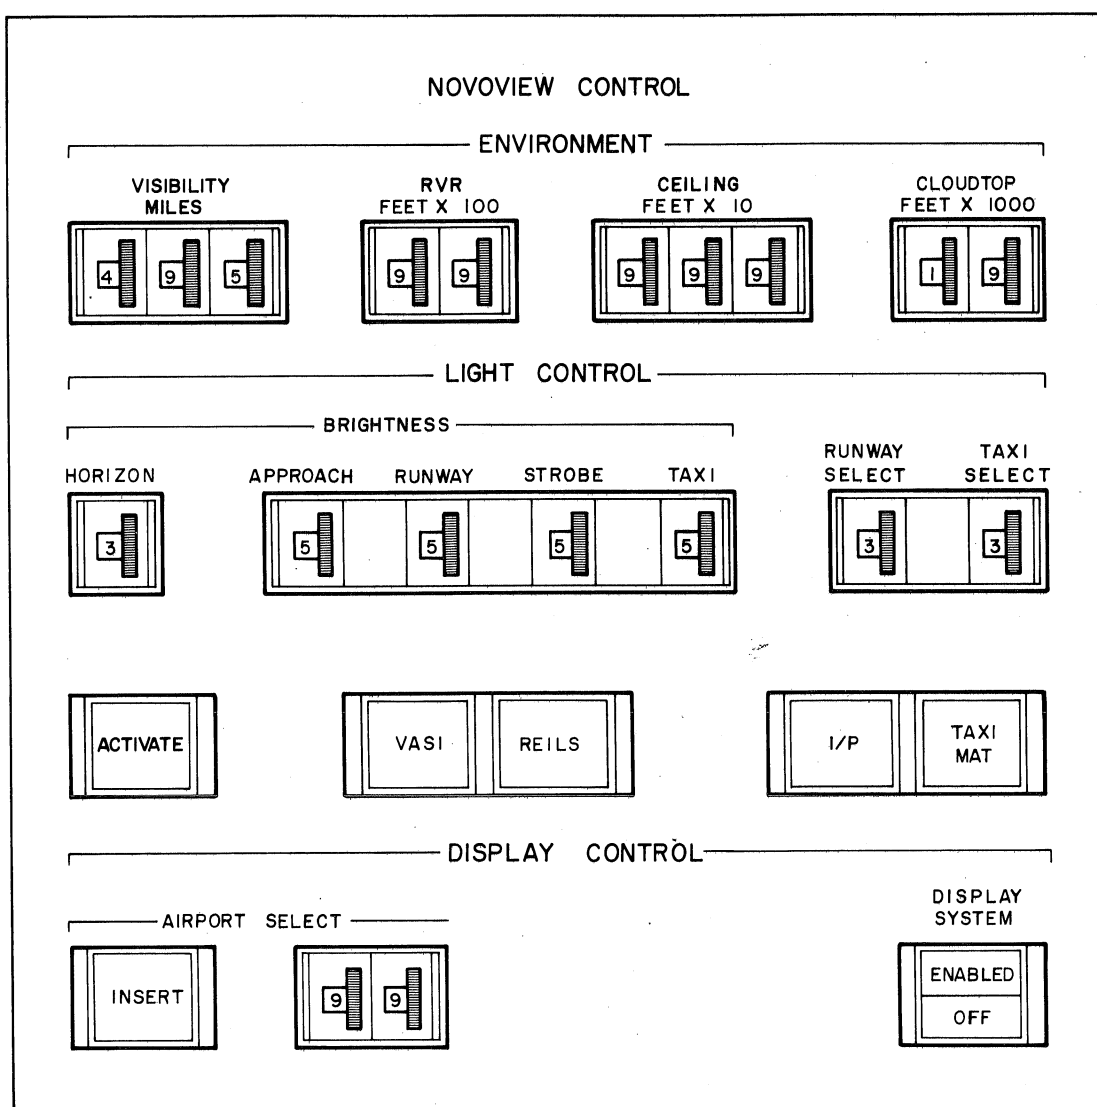 NOVOVIEW CONTROL
ENVIRONMENT
VISIBILITY
MILES
RVR
FEET X 100
CEILING
FEET X 10
CLOUDTOP
FEET X 1000
4 9 5
9 9
9 9 9
1 9
LIGHT CONTROL
BRIGHTNESS
HORIZON
APPROACH
RUNWAY
STROBE
TAXI
RUNWAY
SELECT
TAXI
SELECT
3
5
5
5
5
3
3
ACTIVATE
VASI
REILS
I/P
TAXI
MAT
DISPLAY CONTROL
AIRPORT SELECT
DISPLAY
SYSTEM
INSERT
9 9
ENABLED
OFF